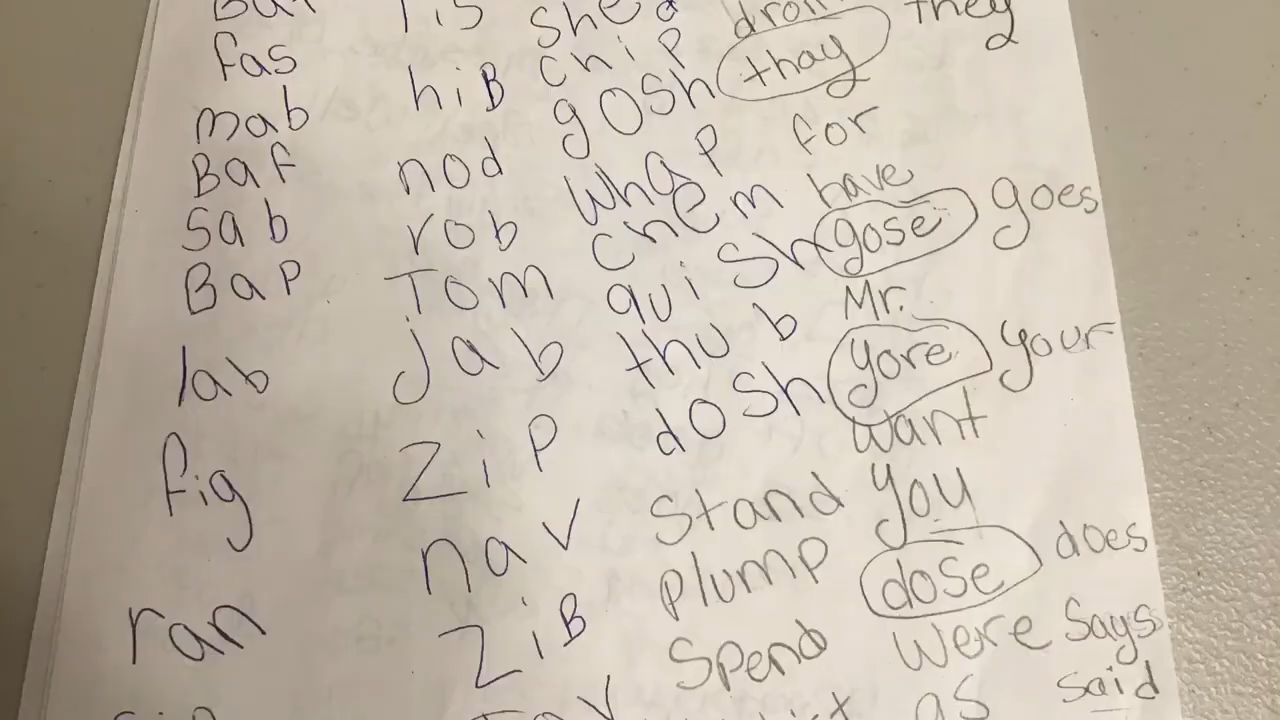 fas hiB chip thay they
mab nod gosh for
Baf rob whap have
sab Tom chem gose goes
Bap jab quish Mr.
lab zip thub yore your
fig nav dosh want
ran ziB stand you
plump dose does
spend were says
as said